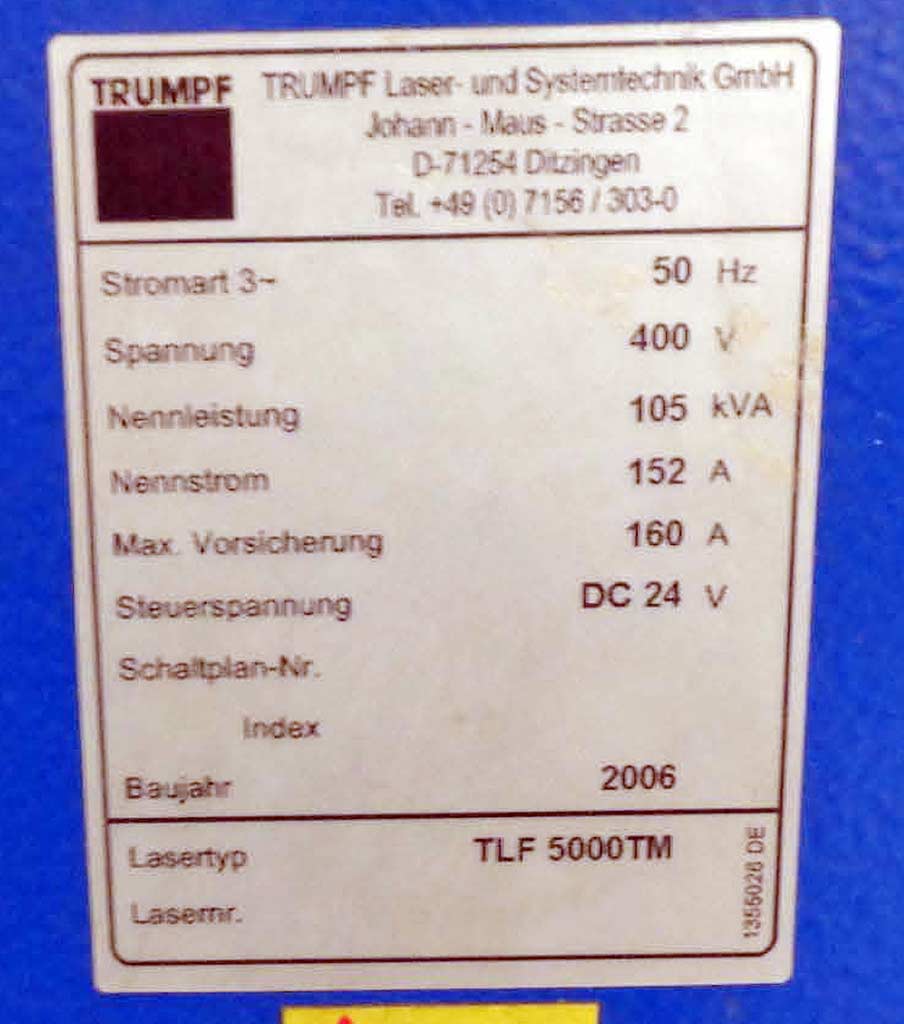 TRUMPF
TRUMPF Laser- und Systemtechnik GmbH
Johann - Maus - Strasse 2
D-71254 Ditzingen
Tel. +49 (0) 7156 / 303-0
Stromart 3~ 50 Hz
Spannung 400 V
Nennleistung 105 kVA
Nennstrom 152 A
Max. Vorsicherung 160 A
Steuerspannung DC 24 V
Schaltplan-Nr.
Index
Baujahr 2006
Lasertyp TLF 5000TM
Lasernr.
1355026 DE